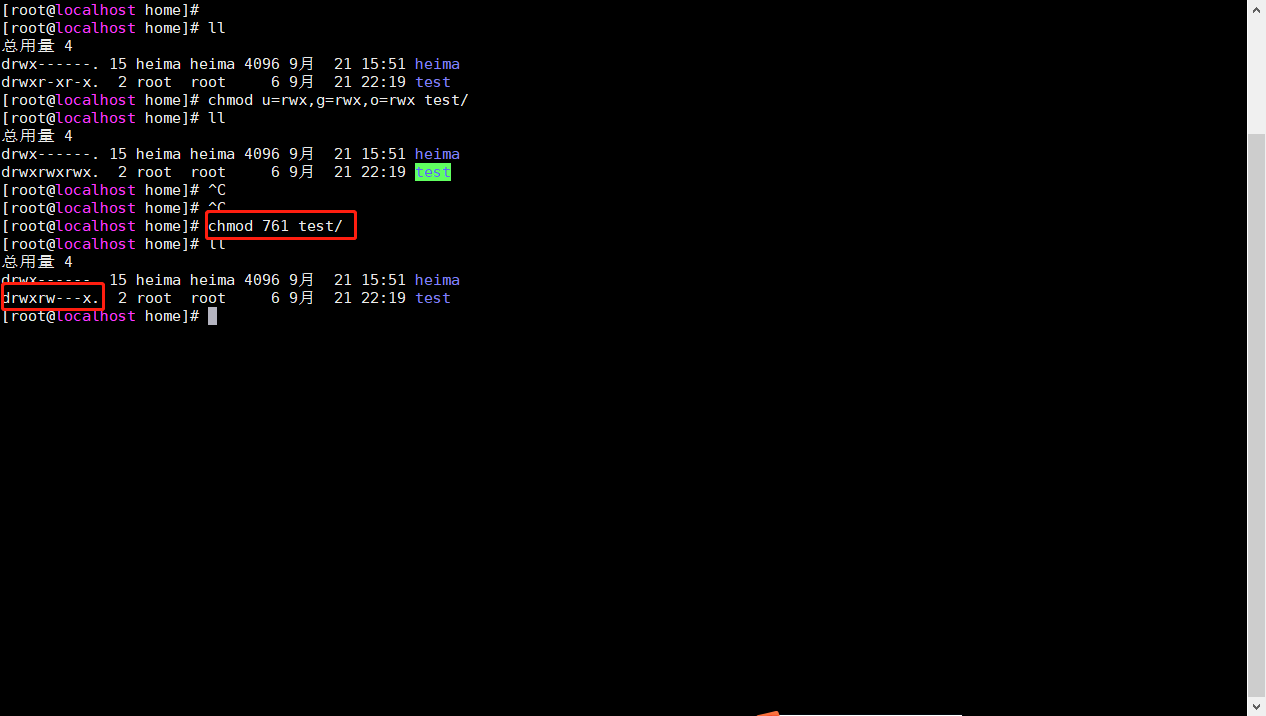 [root@localhost home]#
[root@localhost home]# ll
总用量 4
drwx------. 15 heima heima 4096 9月  21 15:51 heima
drwxr-xr-x.  2 root  root     6 9月  21 22:19 test
[root@localhost home]# chmod u=rwx,g=rwx,o=rwx test/
[root@localhost home]# ll
总用量 4
drwx------. 15 heima heima 4096 9月  21 15:51 heima
drwxrwxrwx.  2 root  root     6 9月  21 22:19 test
[root@localhost home]# ^C
[root@localhost home]# ^C
[root@localhost home]# chmod 761 test/
[root@localhost home]# ll
总用量 4
drwx------. 15 heima heima 4096 9月  21 15:51 heima
drwxrw---x.  2 root  root     6 9月  21 22:19 test
[root@localhost home]#